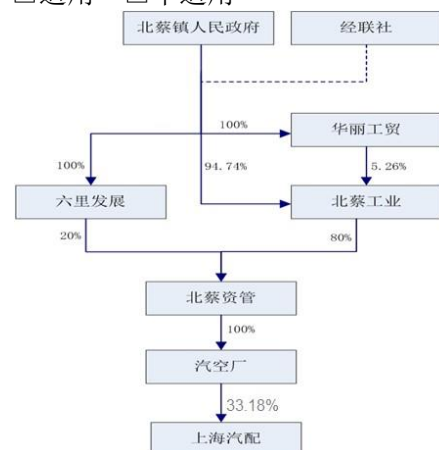 北蔡镇人民政府
经联社
100%
华丽工贸
100%
94.74%
5.26%
六里发展
北蔡工业
20%
80%
北蔡资管
100%
汽空厂
33.18%
上海汽配